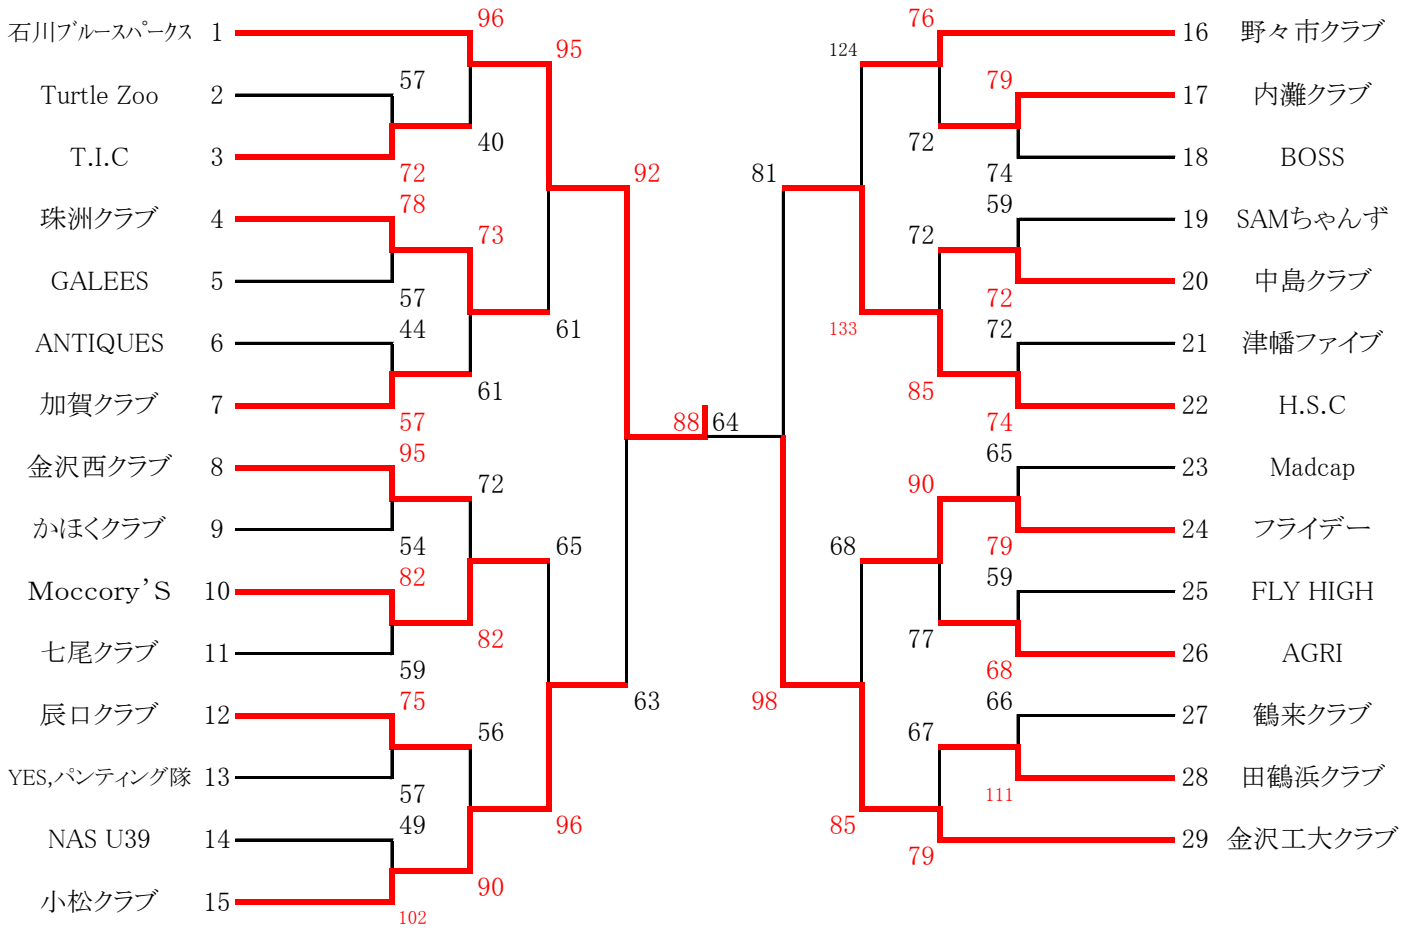 石川ブルースパークス 1
96
95
57
Turtle Zoo 2
40
T.I.C 3
72
92
78
珠洲クラブ 4
73
GALEES 5
57
61
44
ANTIQUES 6
61
加賀クラブ 7
57
88
95
金沢西クラブ 8
72
かほくクラブ 9
54
65
82
Moccory'S 10
82
七尾クラブ 11
59
63
75
辰口クラブ 12
56
YES,パンティング隊 13
57
96
49
NAS U39 14
90
小松クラブ 15
102
76
16 野々市クラブ
124
79
17 内灘クラブ
72
18 BOSS
74
81
59
19 SAMちゃんず
72
20 中島クラブ
72
133
72
21 津幡ファイブ
85
22 H.S.C
74
64
65
23 Madcap
90
24 フライデー
79
68
59
25 FLY HIGH
77
26 AGRI
68
98
66
27 鶴来クラブ
67
28 田鶴浜クラブ
111
85
29 金沢工大クラブ
79